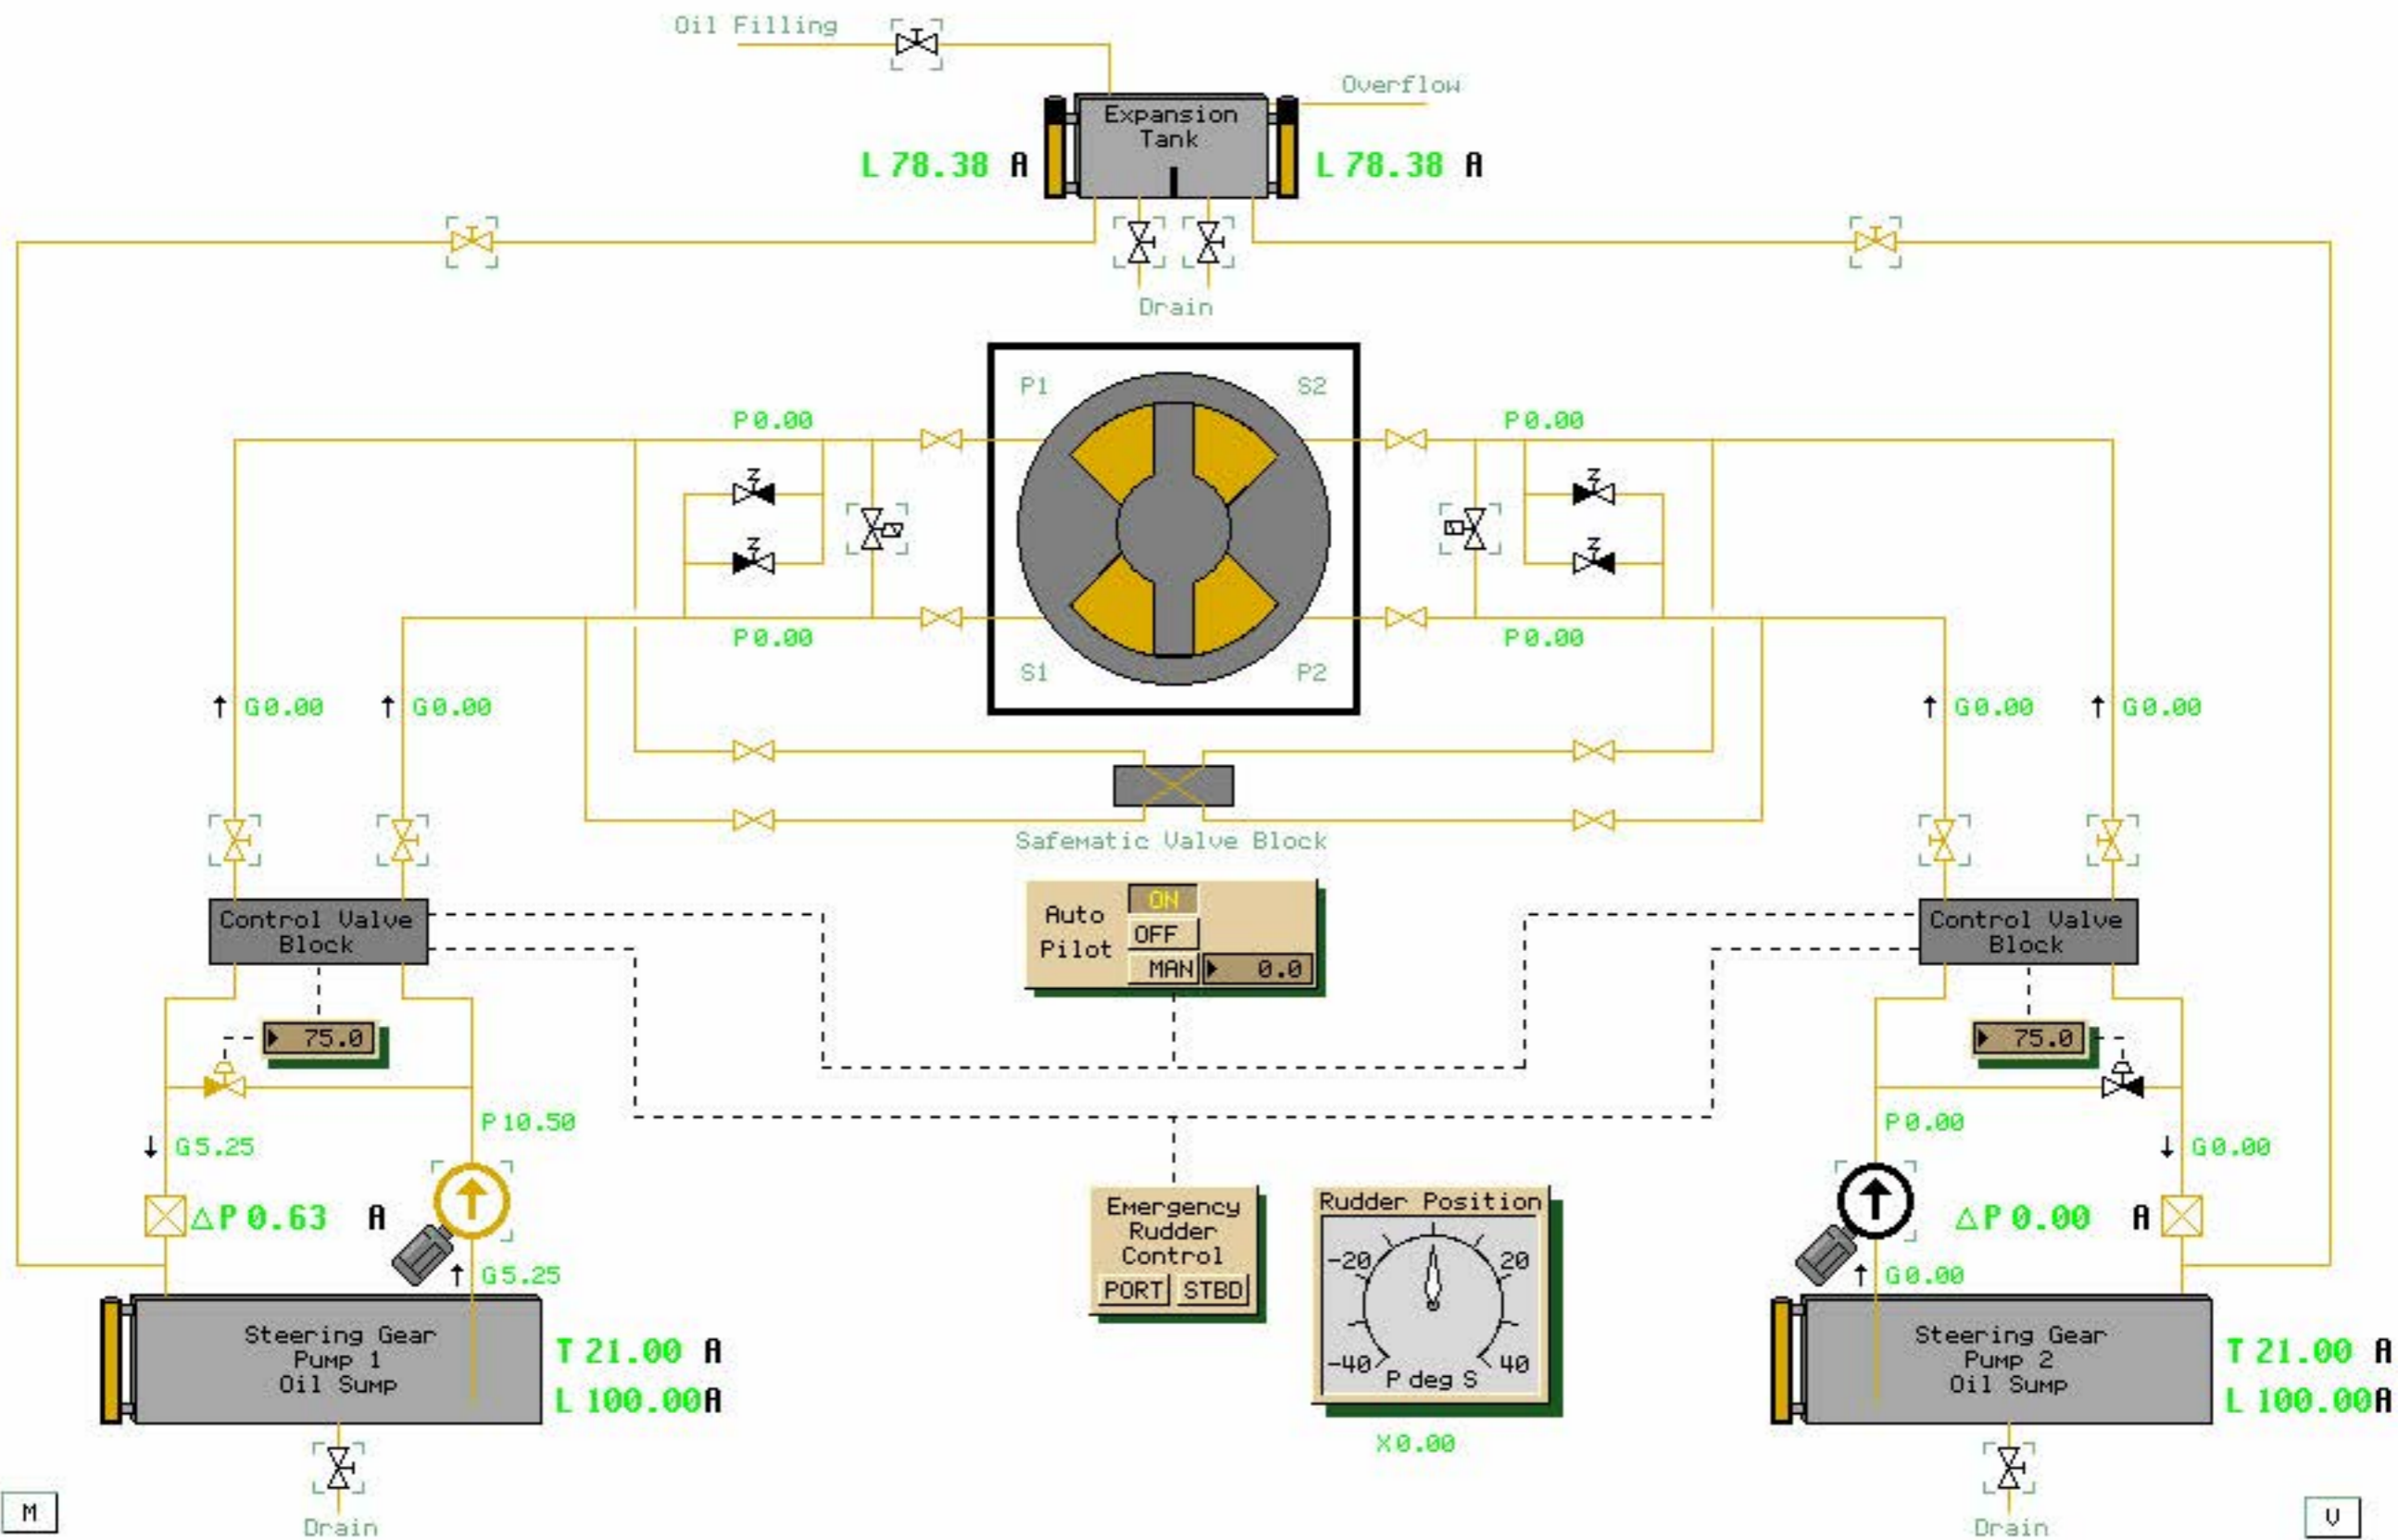 Oil Filling
Overflow
Expansion
Tank
L 78.38 A
L 78.38 A
Drain
P1
S2
P 0.00
P 0.00
Z
Z
Z
Z
P 0.00
P 0.00
S1
P2
↑ G 0.00
↑ G 0.00
↑ G 0.00
↑ G 0.00
Safematic Valve Block
Control Valve
Block
Auto
Pilot
ON
OFF
MAN
0.0
Control Valve
Block
75.0
75.0
P 10.50
P 0.00
↓ G 5.25
↓ G 0.00
△P 0.63 A
△P 0.00 A
↑ G 5.25
↑ G 0.00
Emergency
Rudder
Control
PORT STBD
Rudder Position
-20 20
-40 40
P deg S
X 0.00
Steering Gear
Pump 1
Oil Sump
T 21.00 A
L 100.00 A
Steering Gear
Pump 2
Oil Sump
T 21.00 A
L 100.00 A
M
Drain
Drain
V